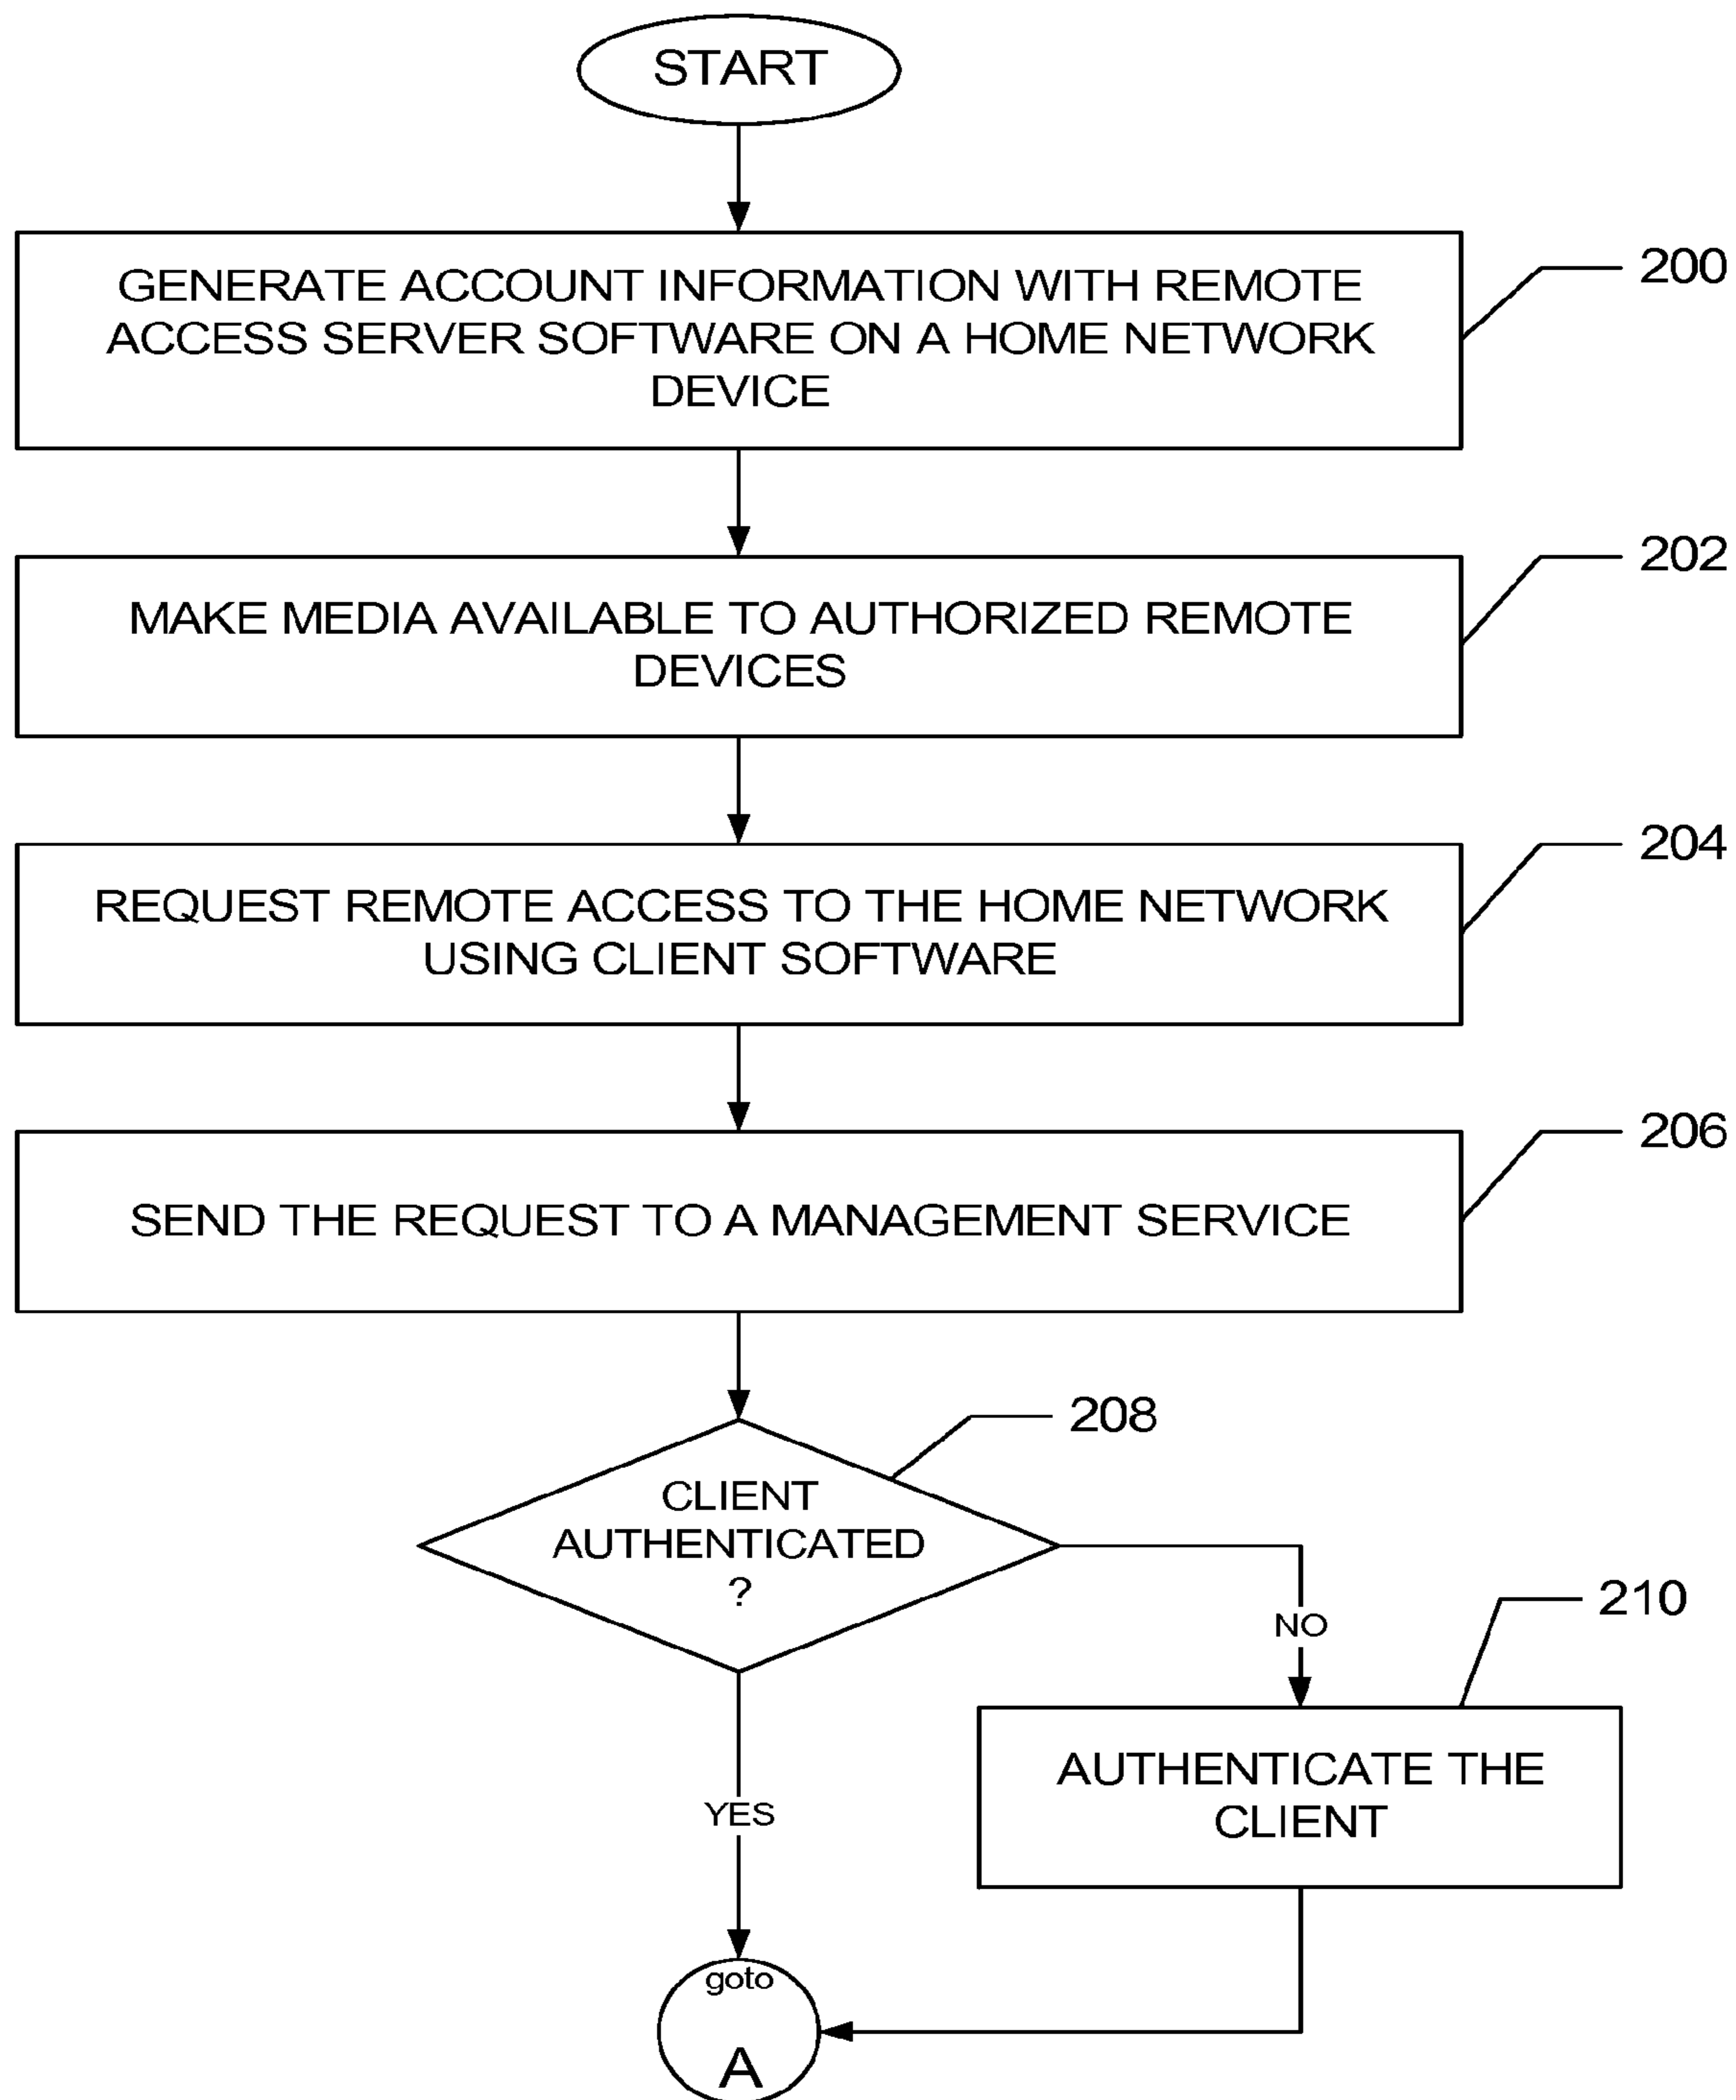 START
GENERATE ACCOUNT INFORMATION WITH REMOTE
ACCESS SERVER SOFTWARE ON A HOME NETWORK
DEVICE
200
MAKE MEDIA AVAILABLE TO AUTHORIZED REMOTE
DEVICES
202
REQUEST REMOTE ACCESS TO THE HOME NETWORK
USING CLIENT SOFTWARE
204
SEND THE REQUEST TO A MANAGEMENT SERVICE
206
CLIENT
AUTHENTICATED
?
208
NO
210
AUTHENTICATE THE
CLIENT
YES
goto
A